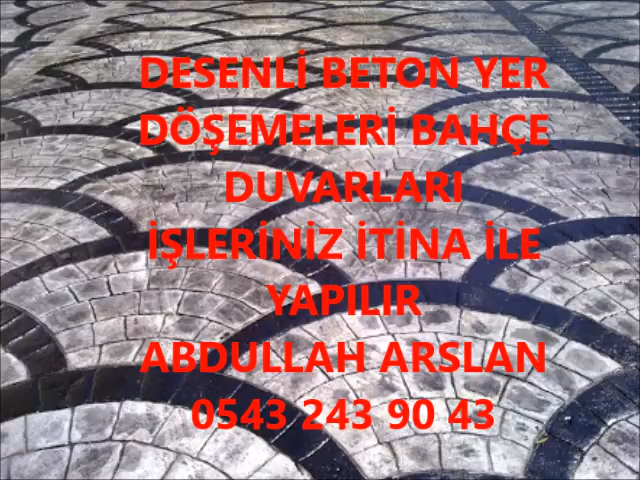 DESENLİ BETON YER
DÖŞEMELERİ BAHÇE
DUVARLARI
İŞLERİNİZ İTİNA İLE
YAPILIR
ABDULLAH ARSLAN
0543 243 90 43